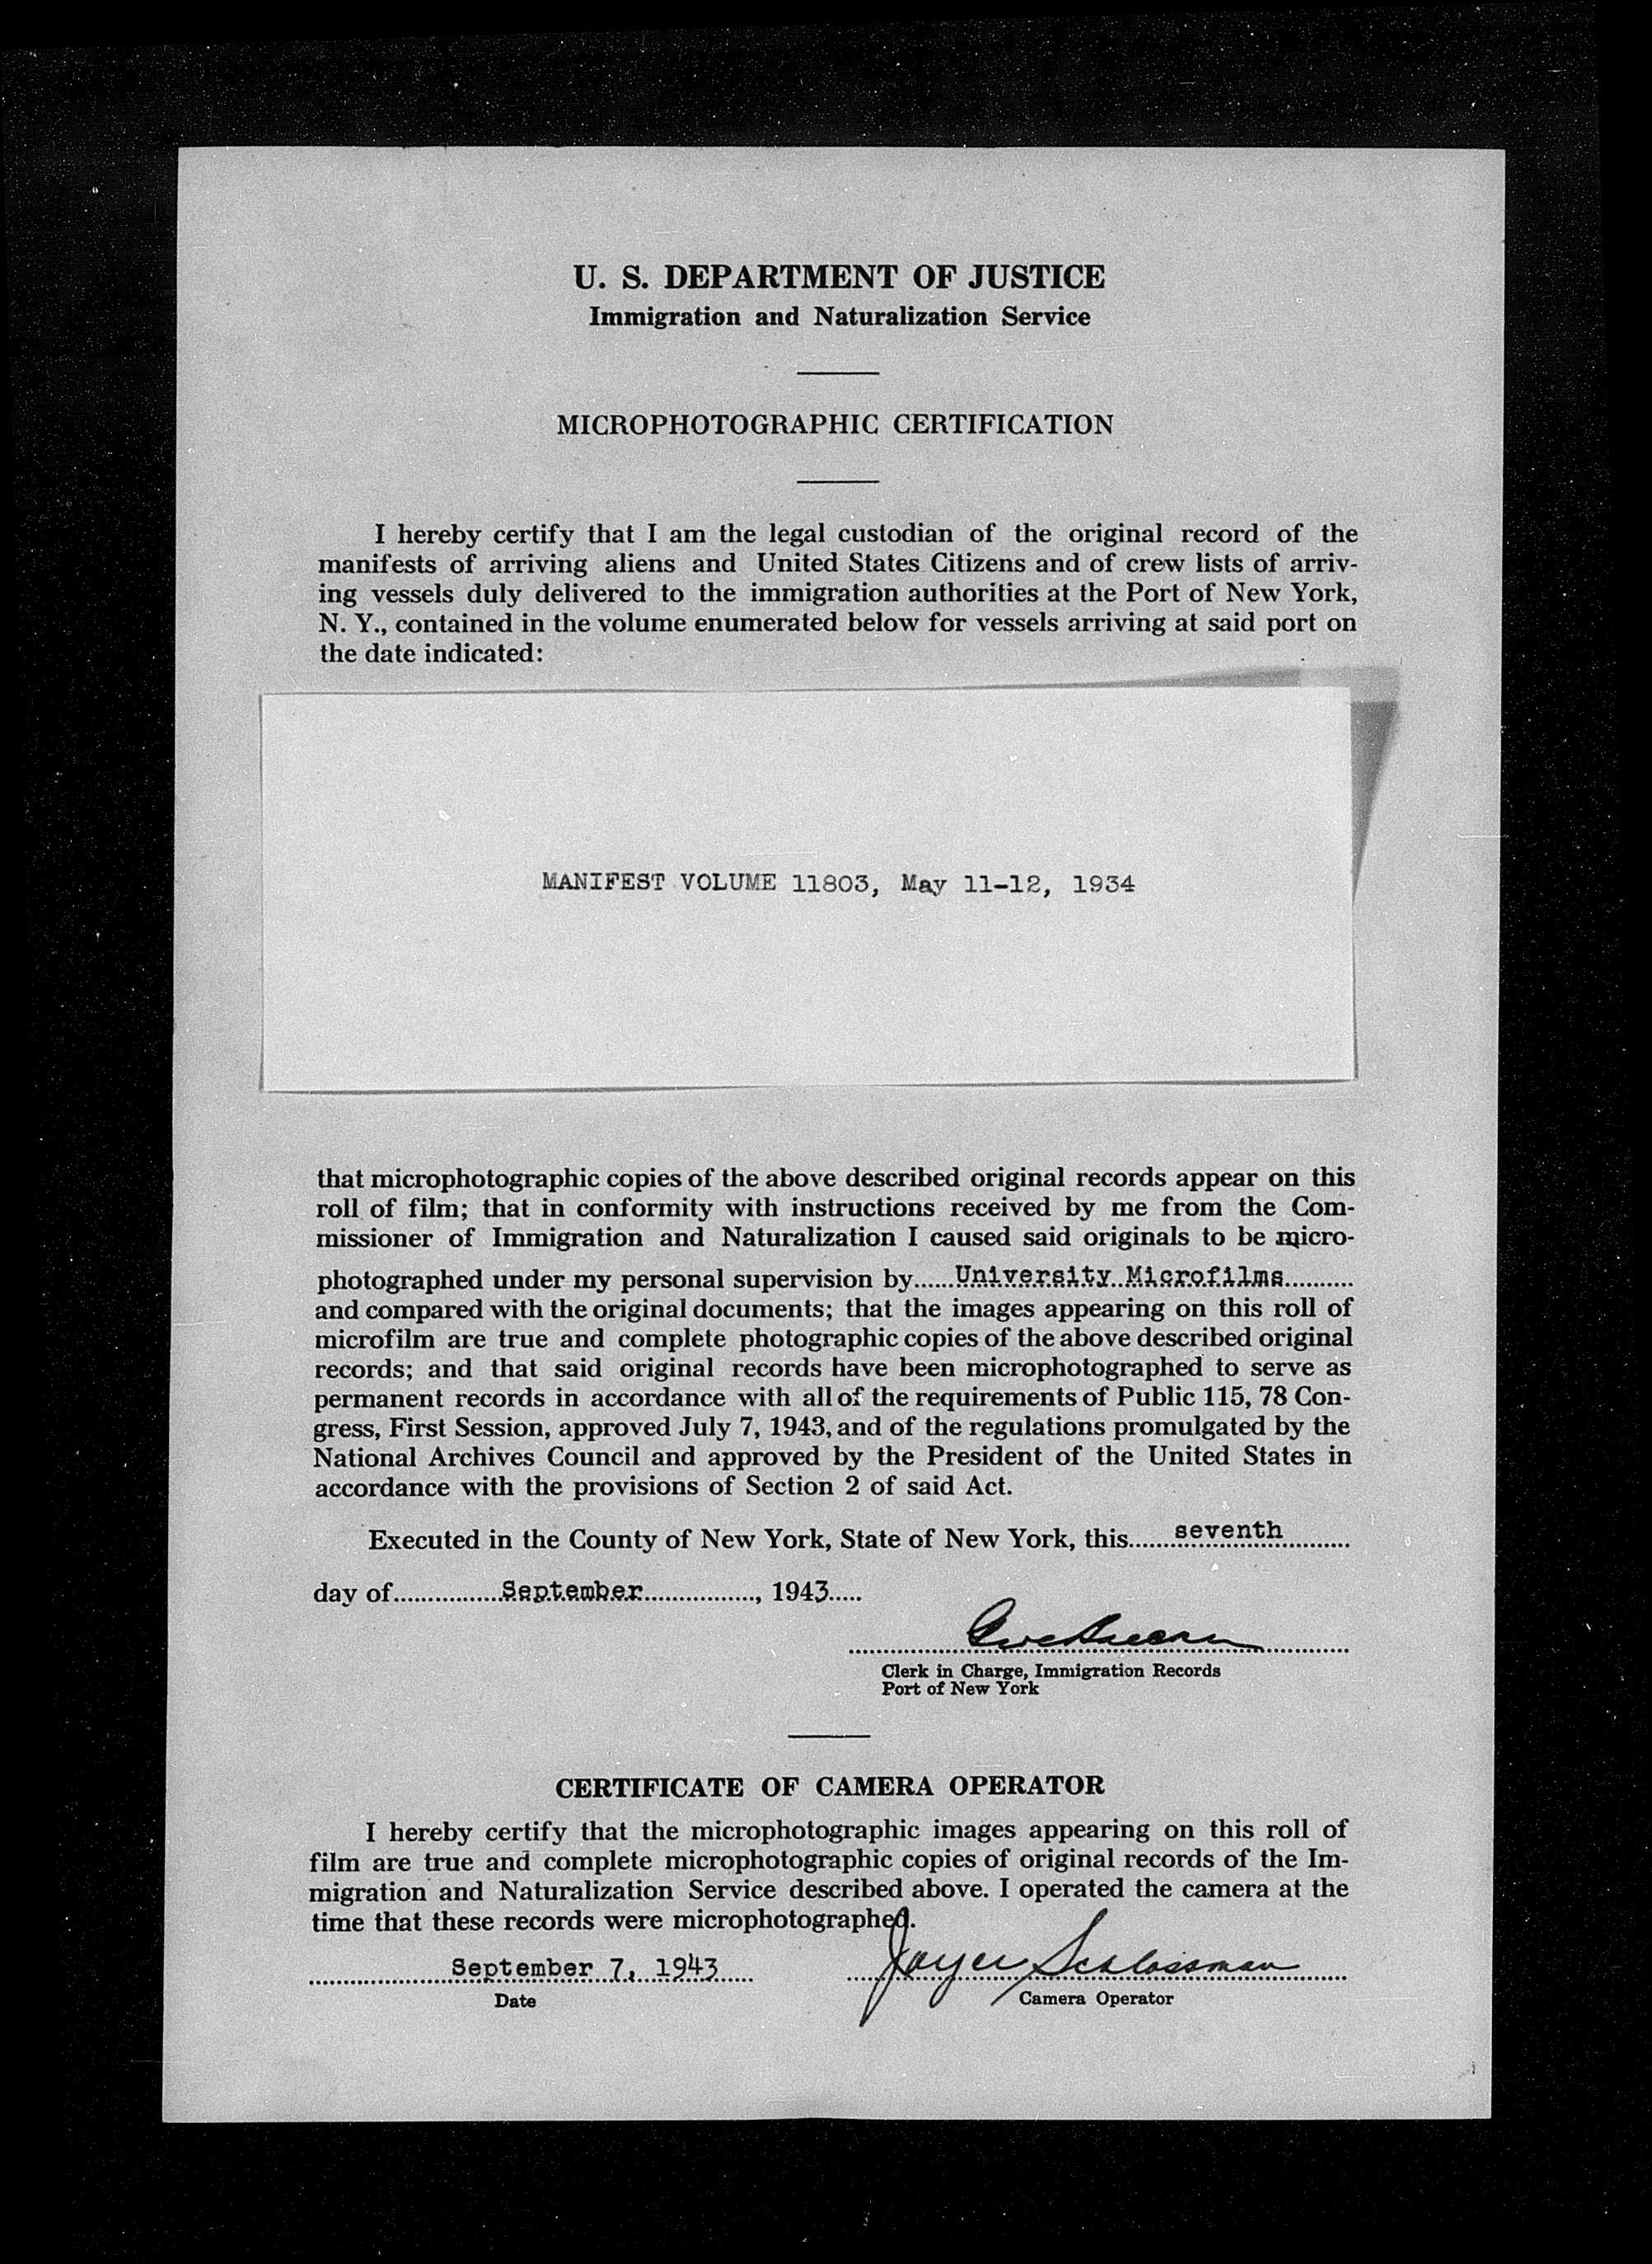 U. S. DEPARTMENT OF JUSTICE
Immigration and Naturalization Service
MICROPHOTOGRAPHIC CERTIFICATION
I hereby certify that I am the legal custodian of the original record of the
manifests of arriving aliens and United States Citizens and of crew lists of arriv-
ing vessels duly delivered to the immigration authorities at the Port of New York,
N. Y., contained in the volume enumerated below for vessels arriving at said port on
the date indicated:
MANIFEST VOLUME 11803, May 11-12, 1934
that microphotographic copies of the above described original records appear on this
roll of film; that in conformity with instructions received by me from the Com-
missioner of Immigration and Naturalization I caused said originals to be micro-
photographed under my personal supervision by......University Microfilms..........
and compared with the original documents; that the images appearing on this roll of
microfilm are true and complete photographic copies of the above described original
records; and that said original records have been microphotographed to serve as
permanent records in accordance with all of the requirements of Public 115, 78 Con-
gress, First Session, approved July 7, 1943, and of the regulations promulgated by the
National Archives Council and approved by the President of the United States in
accordance with the provisions of Section 2 of said Act.
Executed in the County of New York, State of New York, this......seventh..........
day of................September................., 1943.....
Clerk in Charge, Immigration Records
Port of New York
CERTIFICATE OF CAMERA OPERATOR
I hereby certify that the microphotographic images appearing on this roll of
film are true and complete microphotographic copies of original records of the Im-
migration and Naturalization Service described above. I operated the camera at the
time that these records were microphotographed.
September 7, 1943 Schlossman
Date Camera Operator